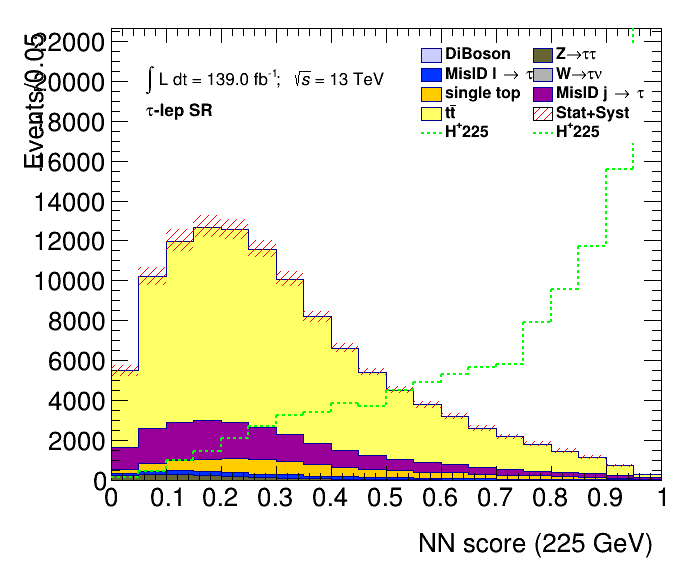 Events/0.05
22000
20000
18000
16000
14000
12000
10000
8000
6000
4000
2000
0
∫ L dt = 139.0 fb⁻¹; √s = 13 TeV
τ-lep SR
DiBoson
Z→ττ
MisID l → τ
W→τν
single top
MisID j → τ
tt̄
Stat+Syst
H⁺225
H⁺225
0 0.1 0.2 0.3 0.4 0.5 0.6 0.7 0.8 0.9 1
NN score (225 GeV)